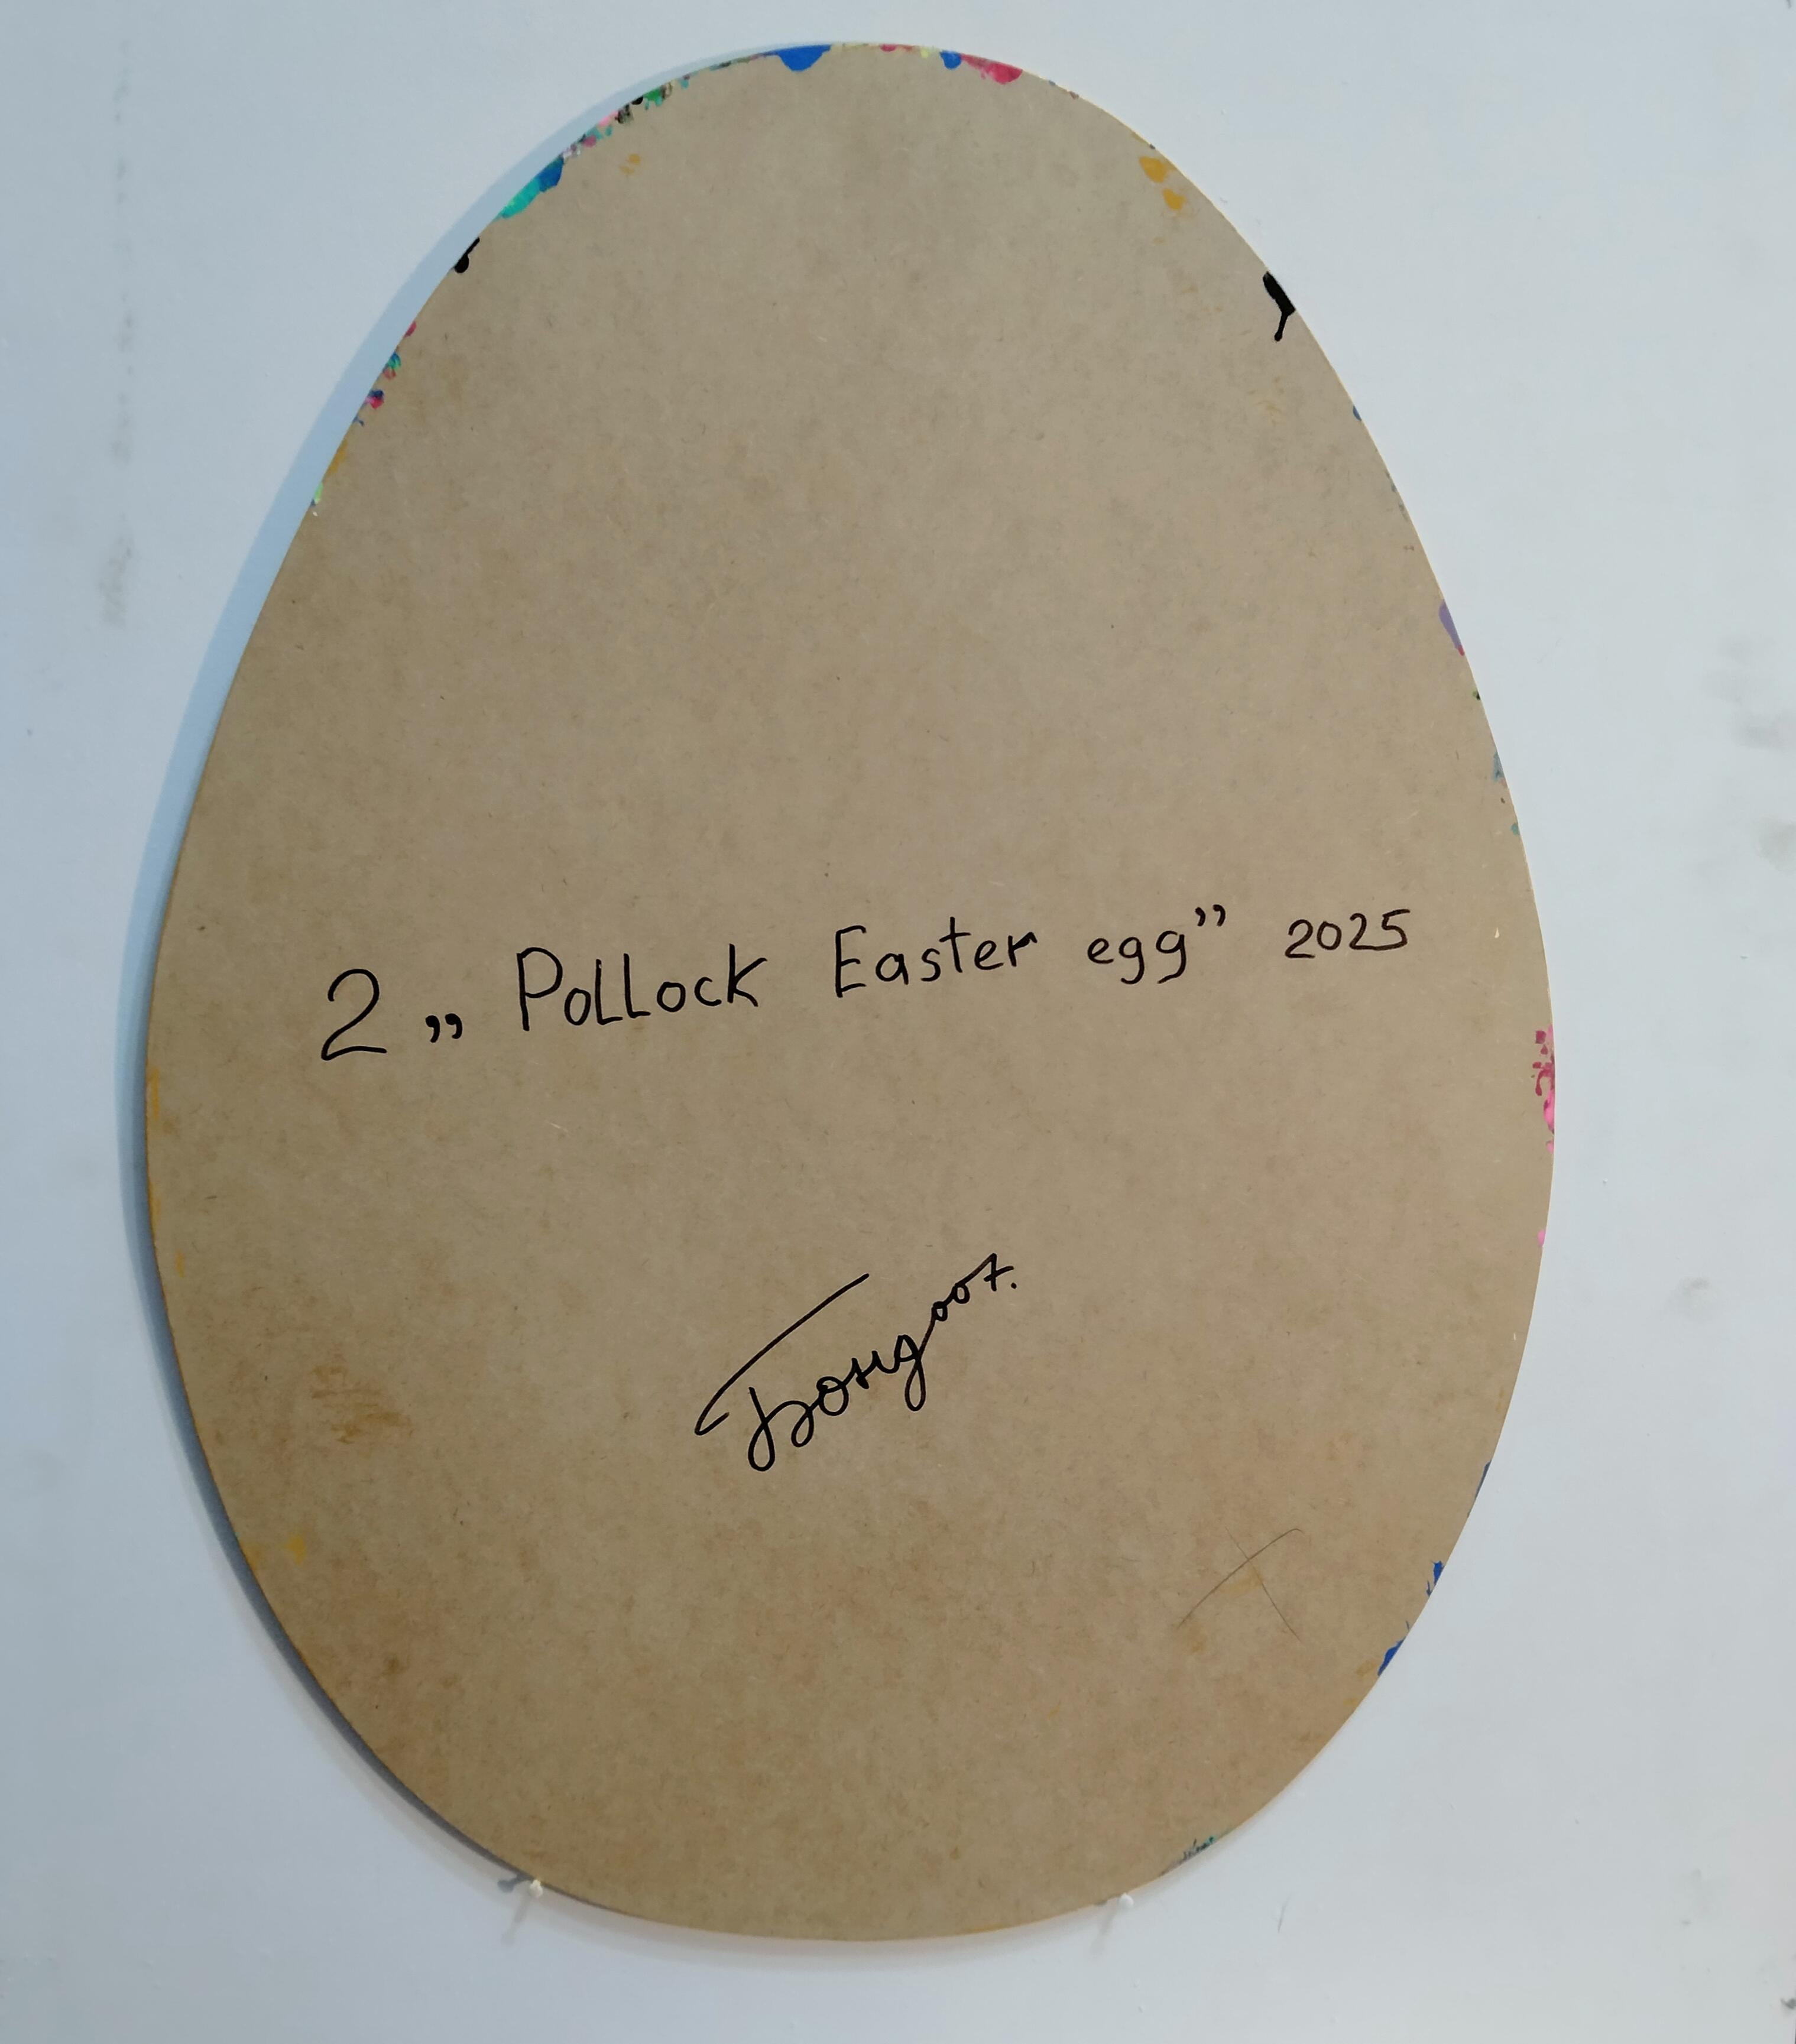 2 „ Pollock Easter egg” 2025